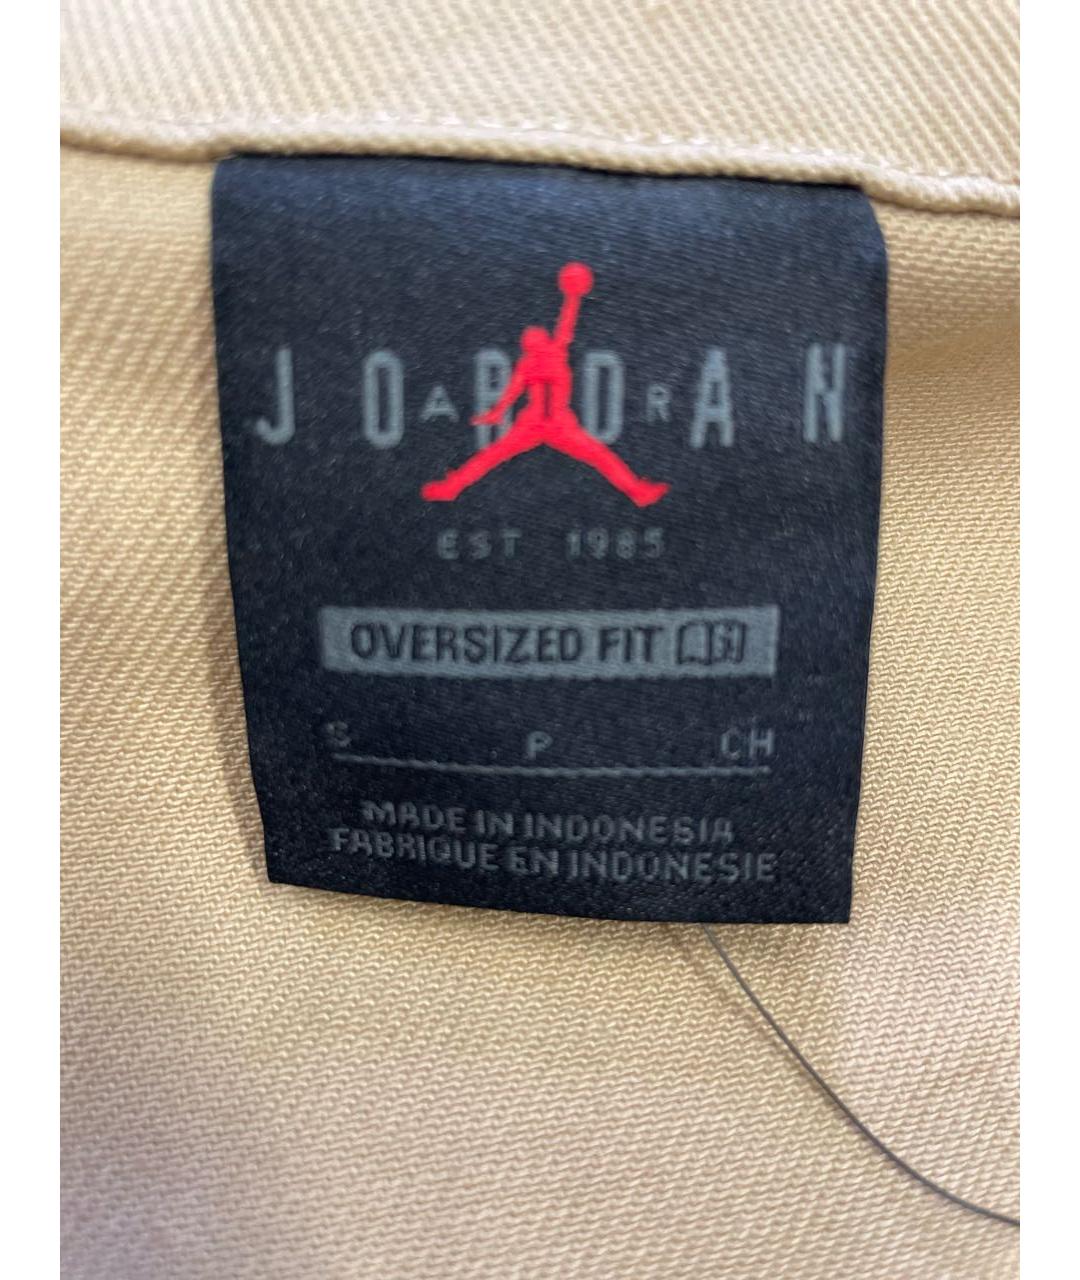 JORDAN
AIR
EST 1985
OVERSIZED FIT
S P CH
MADE IN INDONESIA
FABRIQUE EN INDONESIE